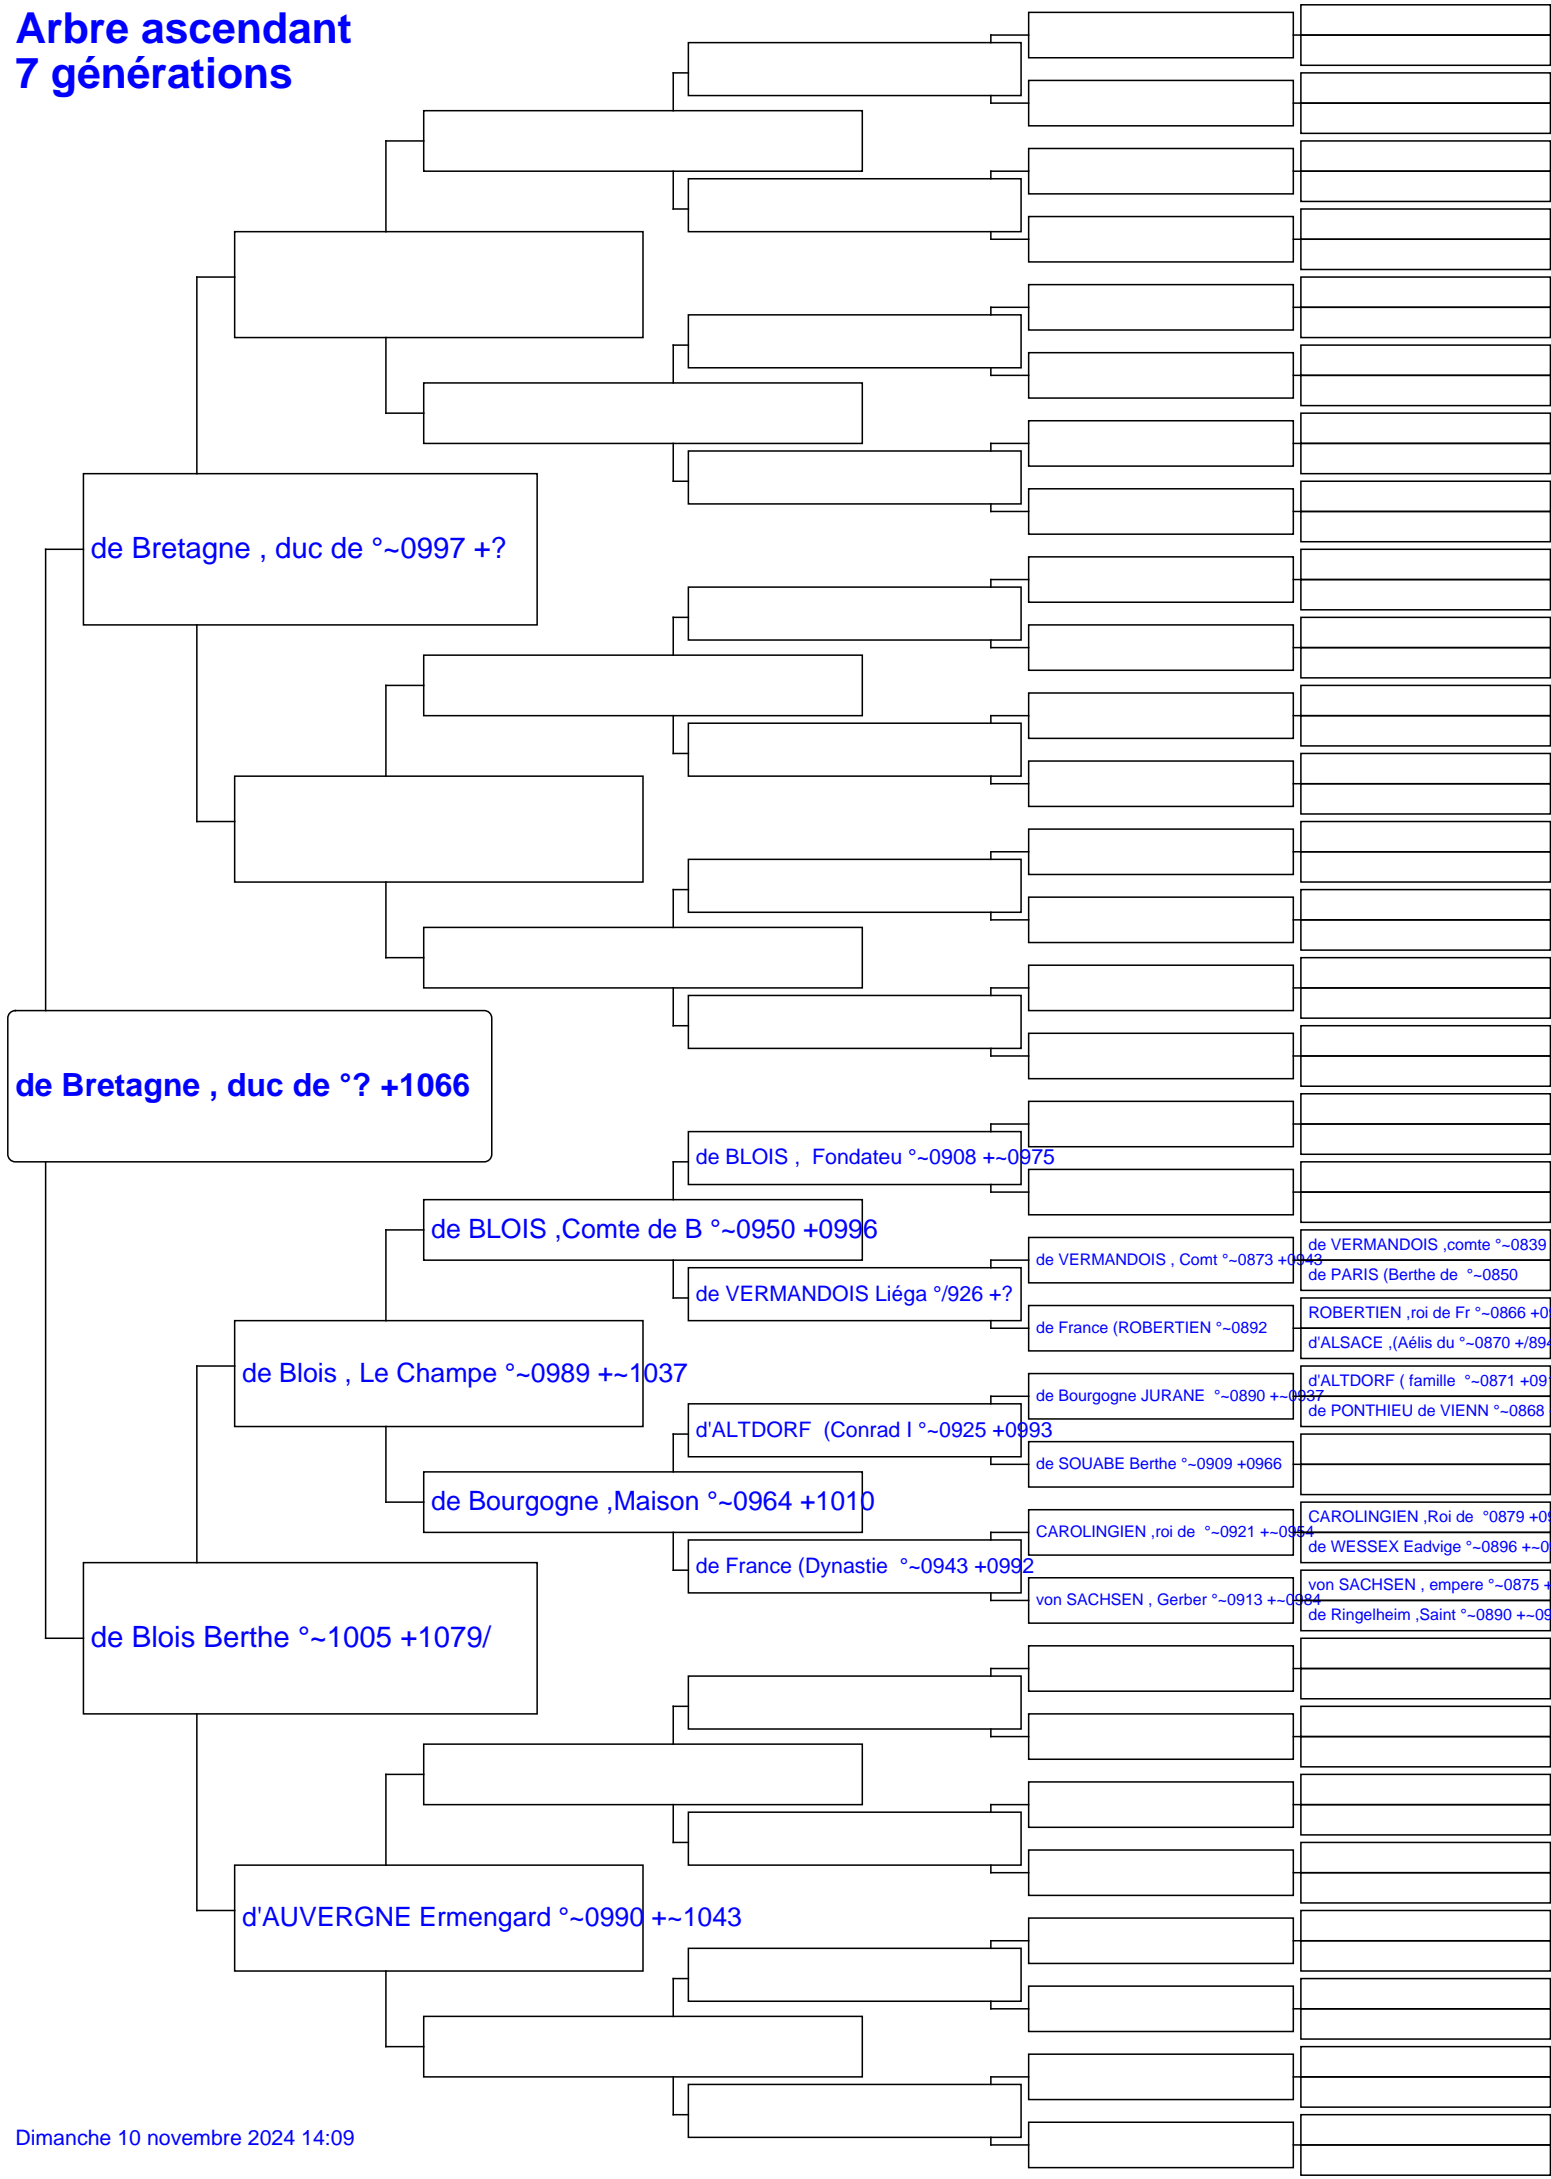 Arbre ascendant
7 générations
de Bretagne , duc de °~0997 +?
de Bretagne , duc de °? +1066
de BLOIS , Fondateu °~0908 +~0975
de BLOIS ,Comte de B °~0950 +0996
de VERMANDOIS , Comt °~0873 +0943
de VERMANDOIS ,comte °~0839
de PARIS (Berthe de °~0850
de VERMANDOIS Liéga °/926 +?
de France (ROBERTIEN °~0892
ROBERTIEN ,roi de Fr °~0866 +0
d'ALSACE ,(Aélis du °~0870 +/894
de Blois , Le Champe °~0989 +~1037
de Bourgogne JURANE °~0890 +~0937
d'ALTDORF ( famille °~0871 +09
de PONTHIEU de VIENN °~0868
d'ALTDORF (Conrad I °~0925 +0993
de SOUABE Berthe °~0909 +0966
de Bourgogne ,Maison °~0964 +1010
CAROLINGIEN ,roi de °~0921 +~0954
CAROLINGIEN ,Roi de °0879 +09
de WESSEX Eadvige °~0896 +~0
de France (Dynastie °~0943 +0992
von SACHSEN , Gerber °~0913 +~0984
von SACHSEN , empere °~0875 +
de Ringelheim ,Saint °~0890 +~09
de Blois Berthe °~1005 +1079/
d'AUVERGNE Ermengard °~0990 +~1043
Dimanche 10 novembre 2024 14:09